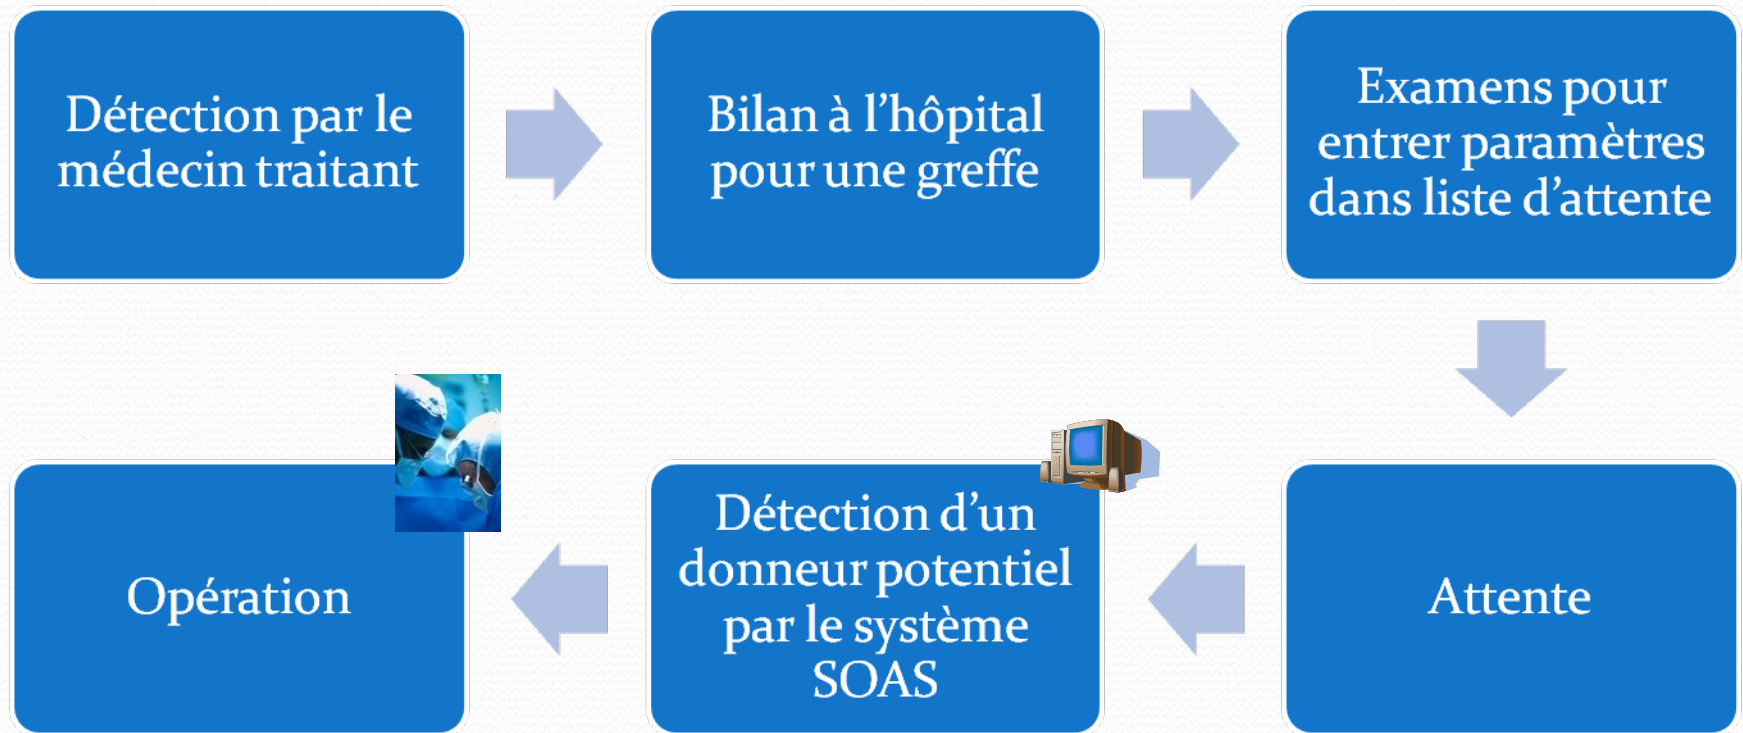 Détection par le
médecin traitant
Bilan à l’hôpital
pour une greffe
Examens pour
entrer paramètres
dans liste d’attente
Attente
Détection d’un
donneur potentiel
par le système
SOAS
Opération